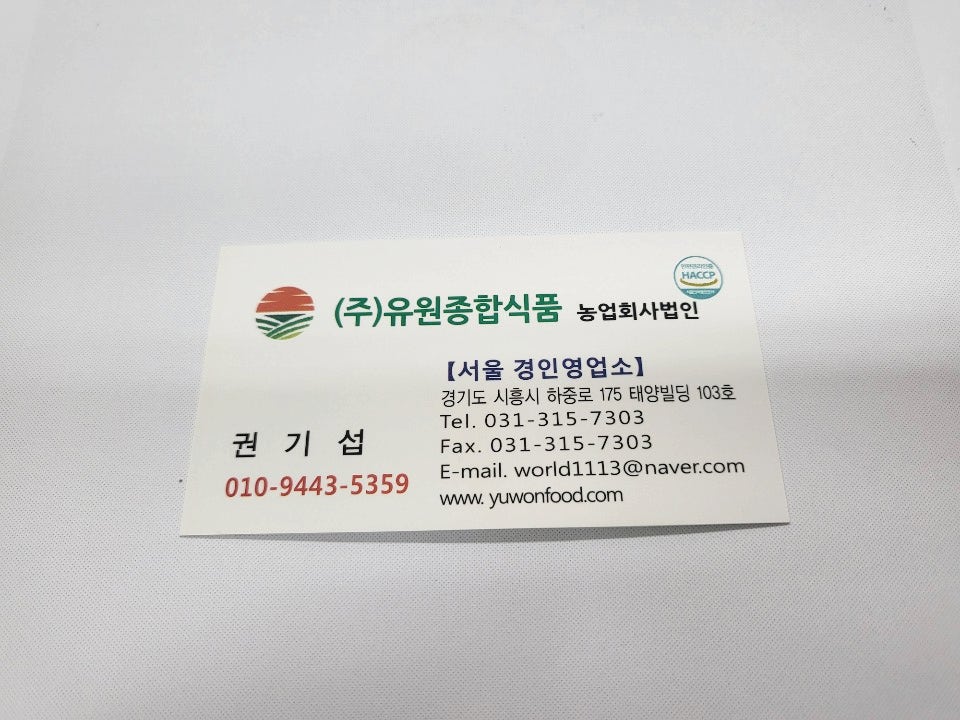 (주)유원종합식품 농업회사법인
HACCP
【서울 경인영업소】
경기도 시흥시 하중로 175 태양빌딩 103호
Tel. 031-315-7303
Fax. 031-315-7303
E-mail. world1113@naver.com
www. yuwonfood.com
권 기 섭
010-9443-5359